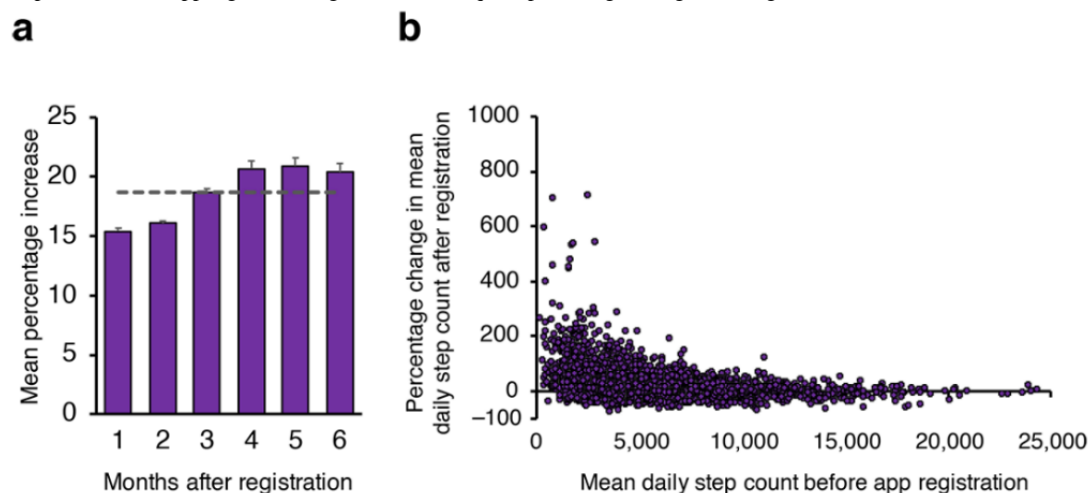 a
b
Mean percentage increase
25
20
15
10
5
0
1 2 3 4 5 6
Months after registration
Percentage change in mean
daily step count after registration
1000
800
600
400
200
0
–100
0 5,000 10,000 15,000 20,000 25,000
Mean daily step count before app registration